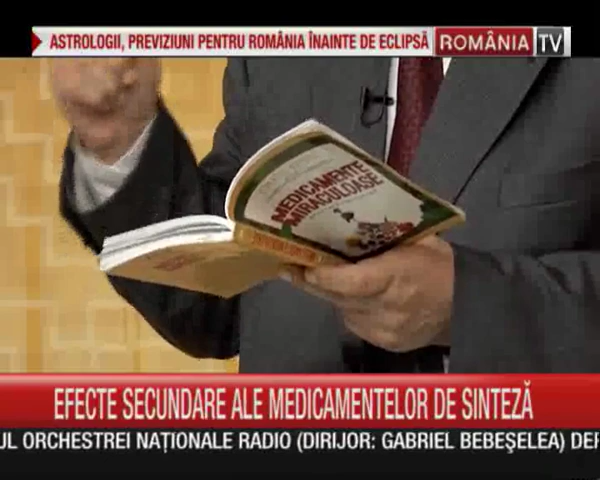 ASTROLOGII, PREVIZIUNI PENTRU ROMÂNIA ÎNAINTE DE ECLIPSĂ
ROMÂNIA TV
MEDICAMENTE
MIRACULOASE
EFECTE SECUNDARE ALE MEDICAMENTELOR DE SINTEZĂ
UL ORCHESTREI NAȚIONALE RADIO (DIRIJOR: GABRIEL BEBEȘELEA) DEF